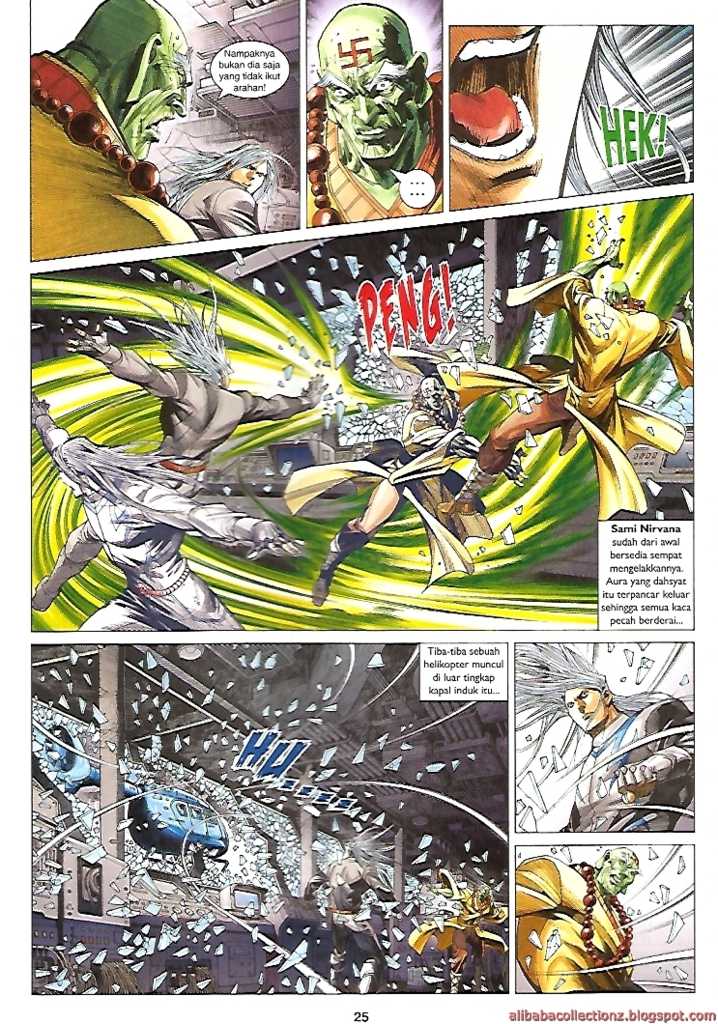 Nampaknya
bukan dia saja
yang tidak ikut
arahan!
...
...
HEK!
PENG!
Sami Nirvana
sudah dari awal
bersedia sempat
mengelakkannya.
Aura yang dahsyat
itu terpancar keluar
sehingga semua kaca
pecah berderai...
Tiba-tiba sebuah
helikopter muncul
di luar tingkap
kapal induk itu...
HUUUUU
25
alibabacollectionz.blogspot.com